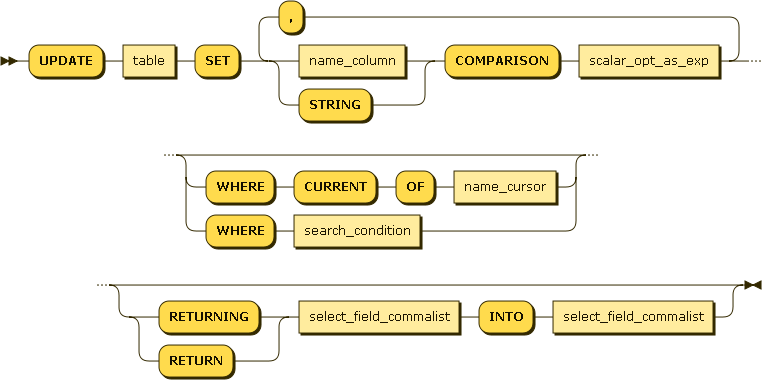 ,
UPDATE table SET name_column COMPARISON scalar_opt_as_exp
STRING
WHERE CURRENT OF name_cursor
WHERE search_condition
RETURNING select_field_commalist INTO select_field_commalist
RETURN